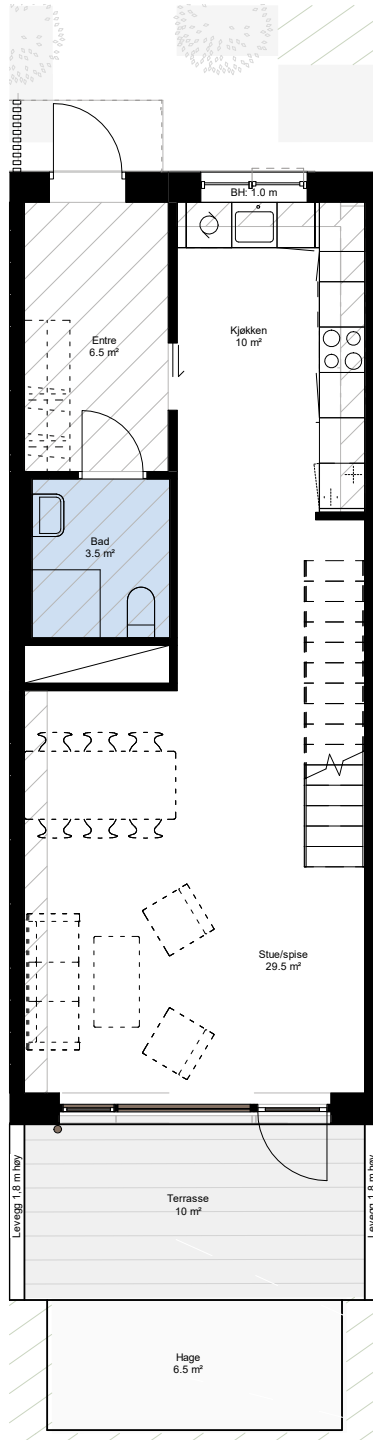 BH: 1.0 m
Entre
6.5 m²
Kjøkken
10 m²
Bad
3.5 m²
Stue/spise
29.5 m²
Levegg 1.8 m høy
Terrasse
10 m²
Levegg 1.8 m høy
Hage
6.5 m²